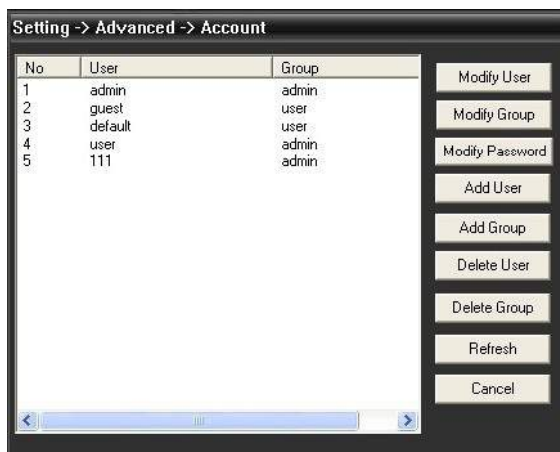 Setting -> Advanced -> Account
No User Group
1 admin admin
2 guest user
3 default user
4 user admin
5 111 admin
Modify User
Modify Group
Modify Password
Add User
Add Group
Delete User
Delete Group
Refresh
Cancel